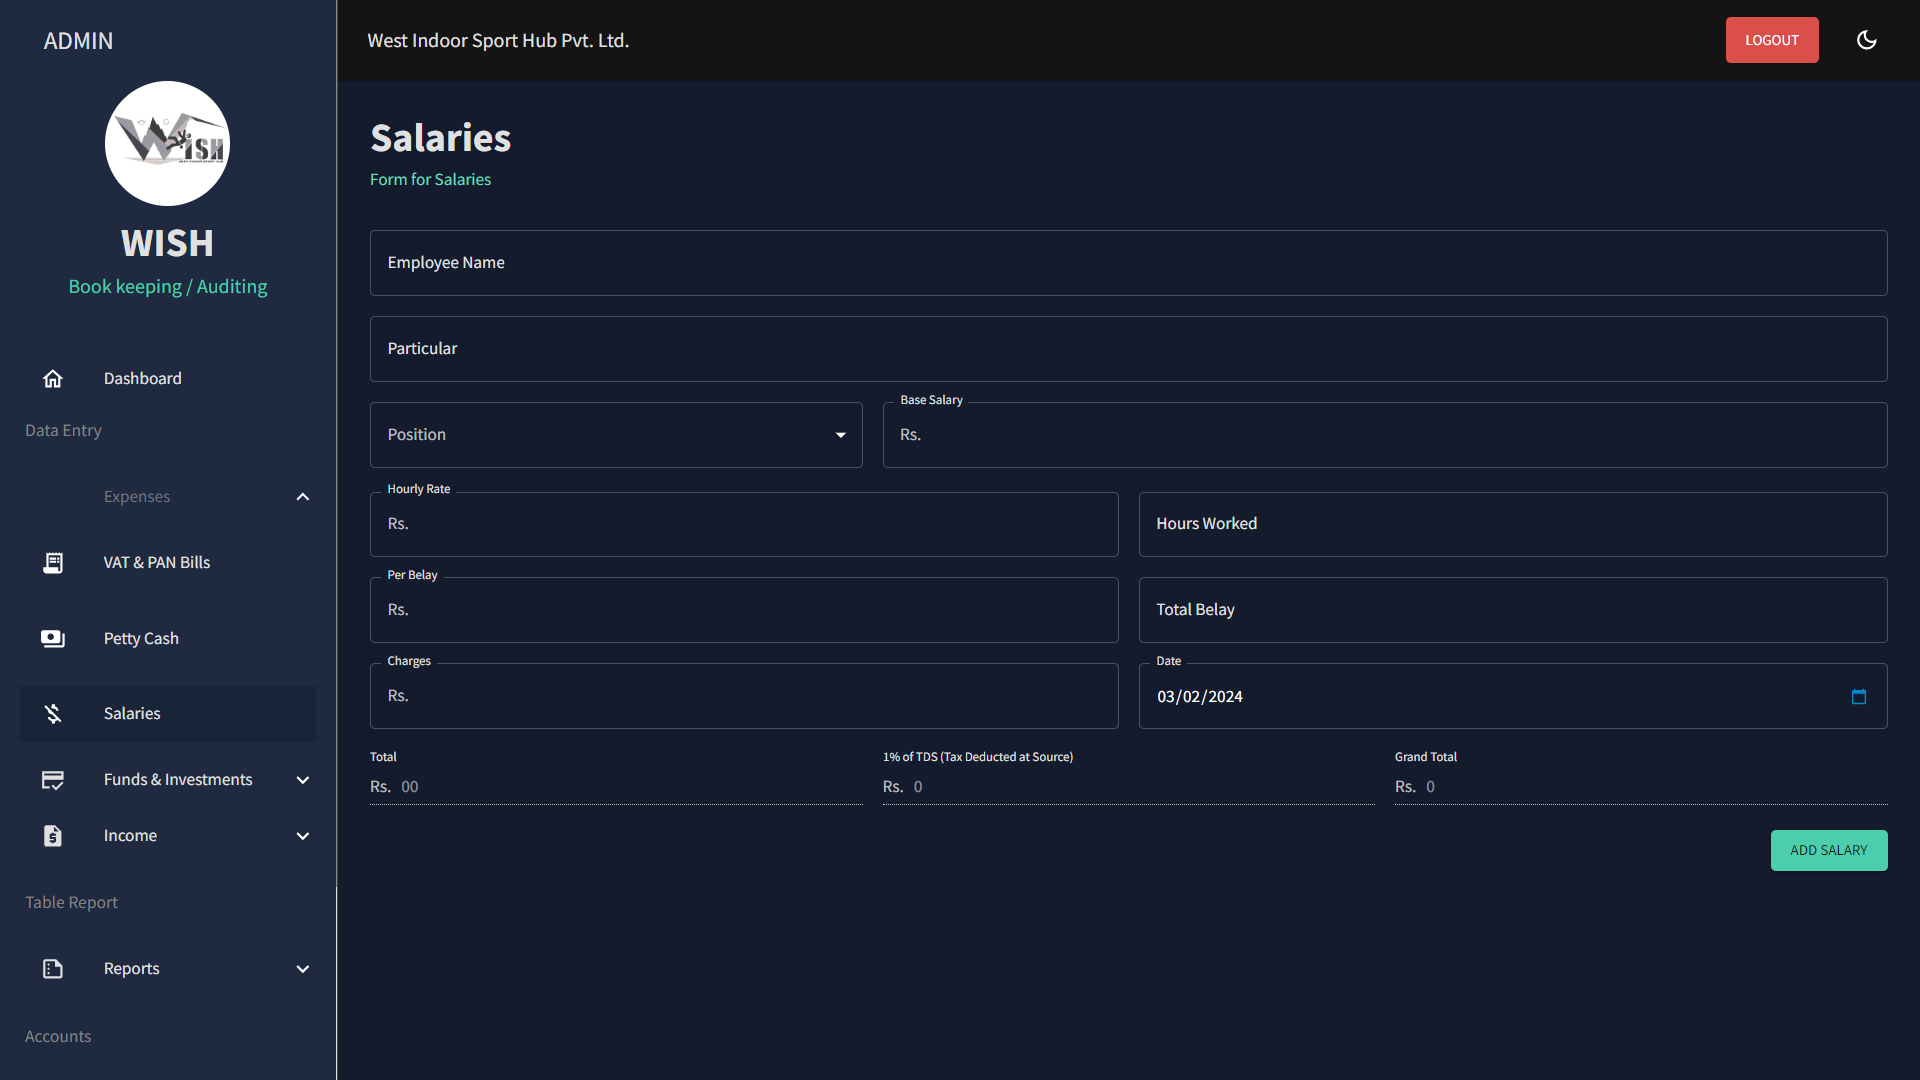 ADMIN
WISH
WISH
Book keeping / Auditing
Dashboard
Data Entry
Expenses
VAT & PAN Bills
Petty Cash
Salaries
Funds & Investments
Income
Table Report
Reports
Accounts
West Indoor Sport Hub Pvt. Ltd.
LOGOUT
Salaries
Form for Salaries
Employee Name
Particular
Position
Base Salary
Rs.
Hourly Rate
Rs.
Hours Worked
Per Belay
Rs.
Total Belay
Charges
Rs.
Date
03/02/2024
Total
Rs. 00
1% of TDS (Tax Deducted at Source)
Rs. 0
Grand Total
Rs. 0
ADD SALARY